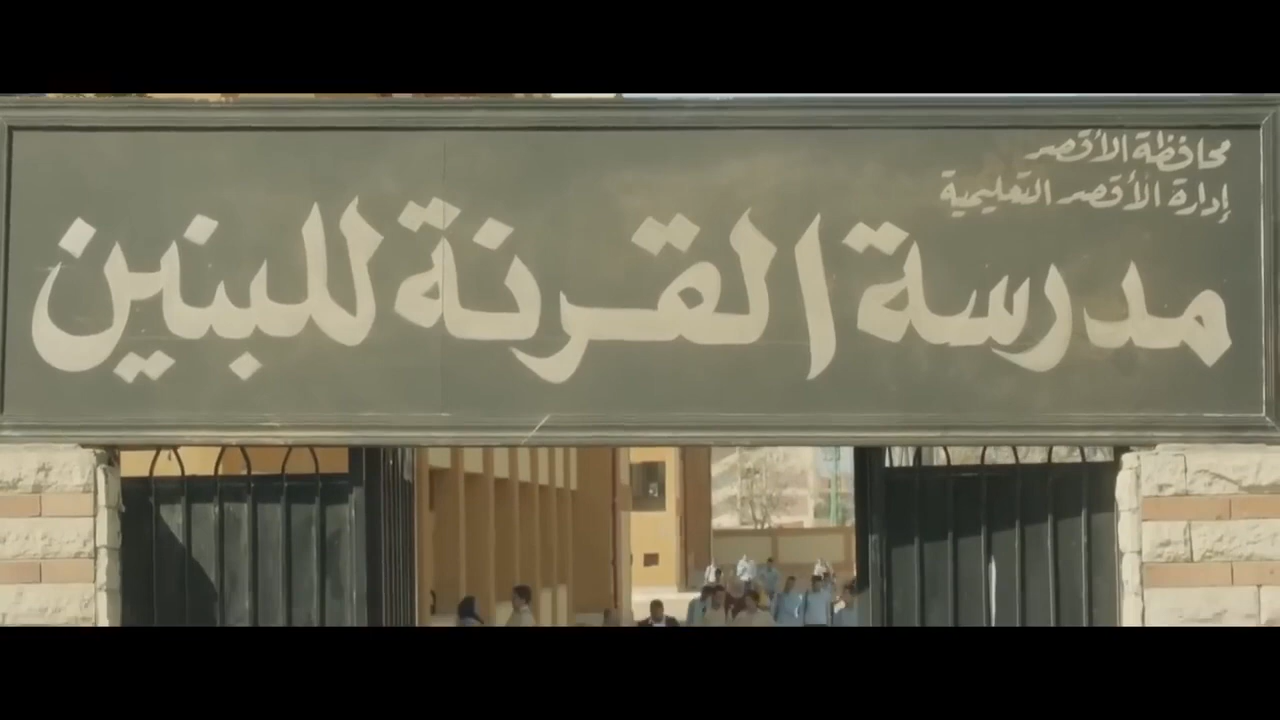 محافظة الأقصر
إدارة الأقصر التعليمية
مدرسة القرنة للبنين